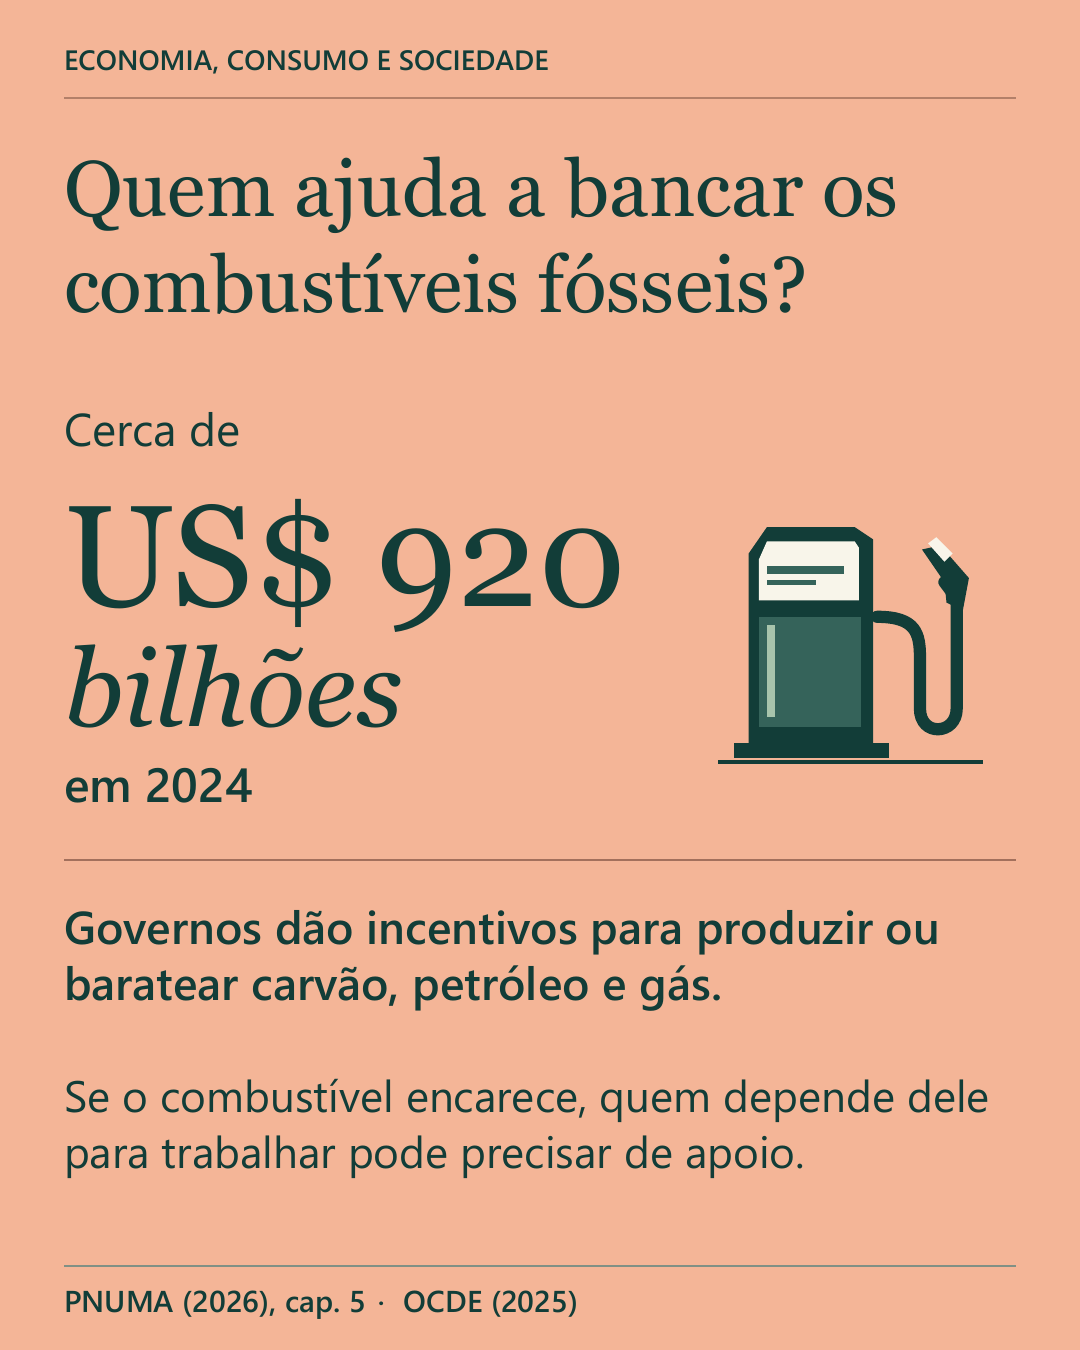 ECONOMIA, CONSUMO E SOCIEDADE
Quem ajuda a bancar os
combustíveis fósseis?
Cerca de
US$ 920
bilhões
em 2024
Governos dão incentivos para produzir ou
baratear carvão, petróleo e gás.
Se o combustível encarece, quem depende dele
para trabalhar pode precisar de apoio.
PNUMA (2026), cap. 5 · OCDE (2025)